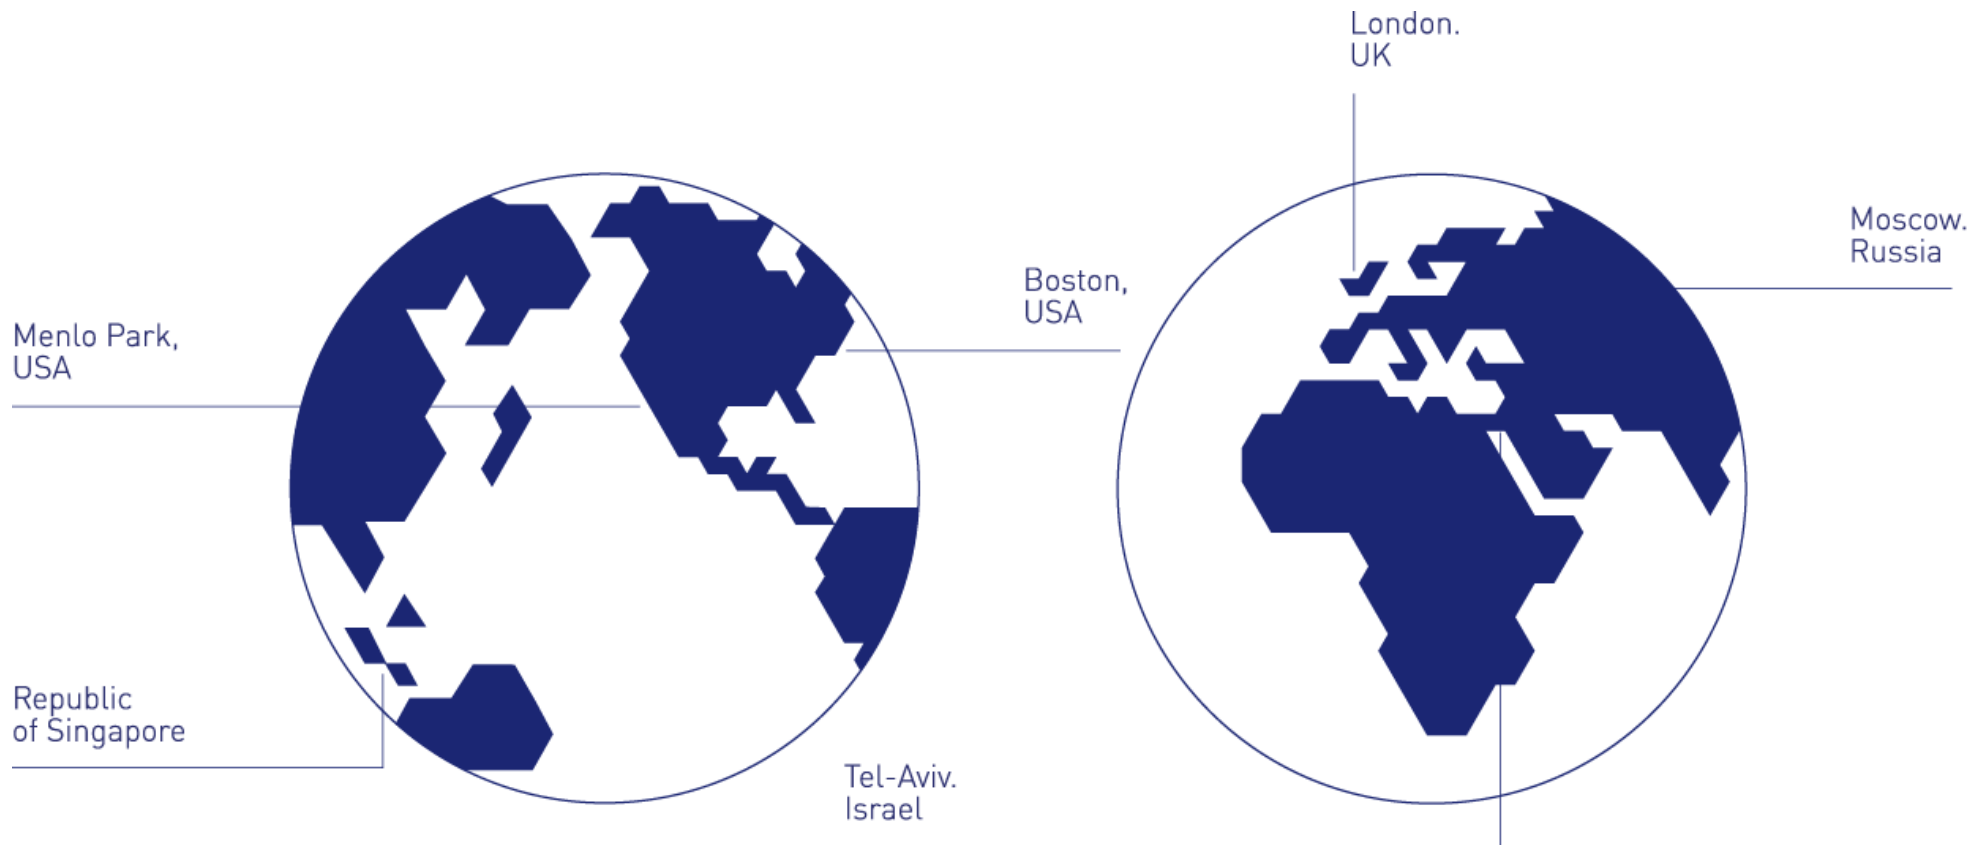 London.
UK
Moscow.
Russia
Boston,
USA
Menlo Park,
USA
Republic
of Singapore
Tel-Aviv.
Israel